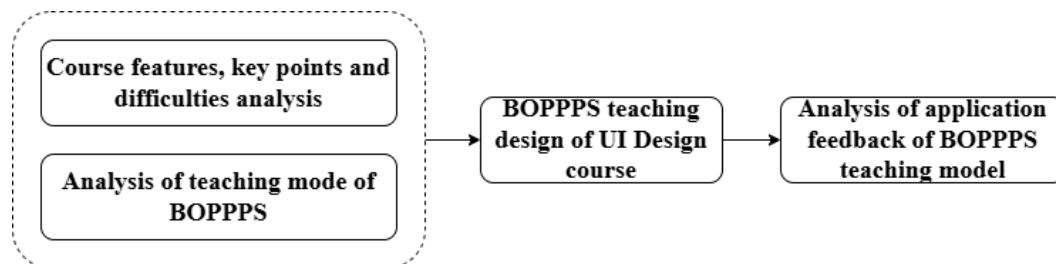 Course features, key points and
difficulties analysis
Analysis of teaching mode of
BOPPPS
BOPPPS teaching
design of UI Design
course
Analysis of application
feedback of BOPPPS
teaching model